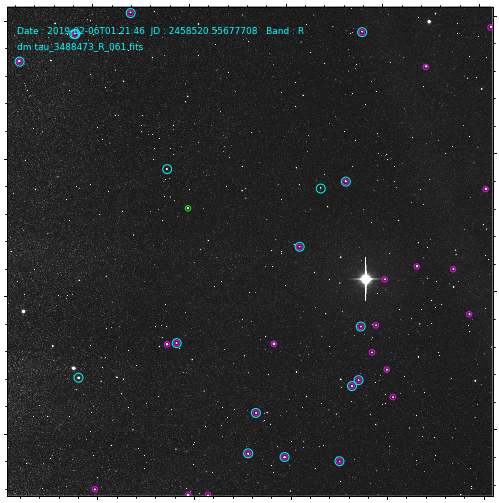 Date : 2019-02-06T01:21:46 JD : 2458520.55677708 Band : R
dm tau_3488473_R_061.fits